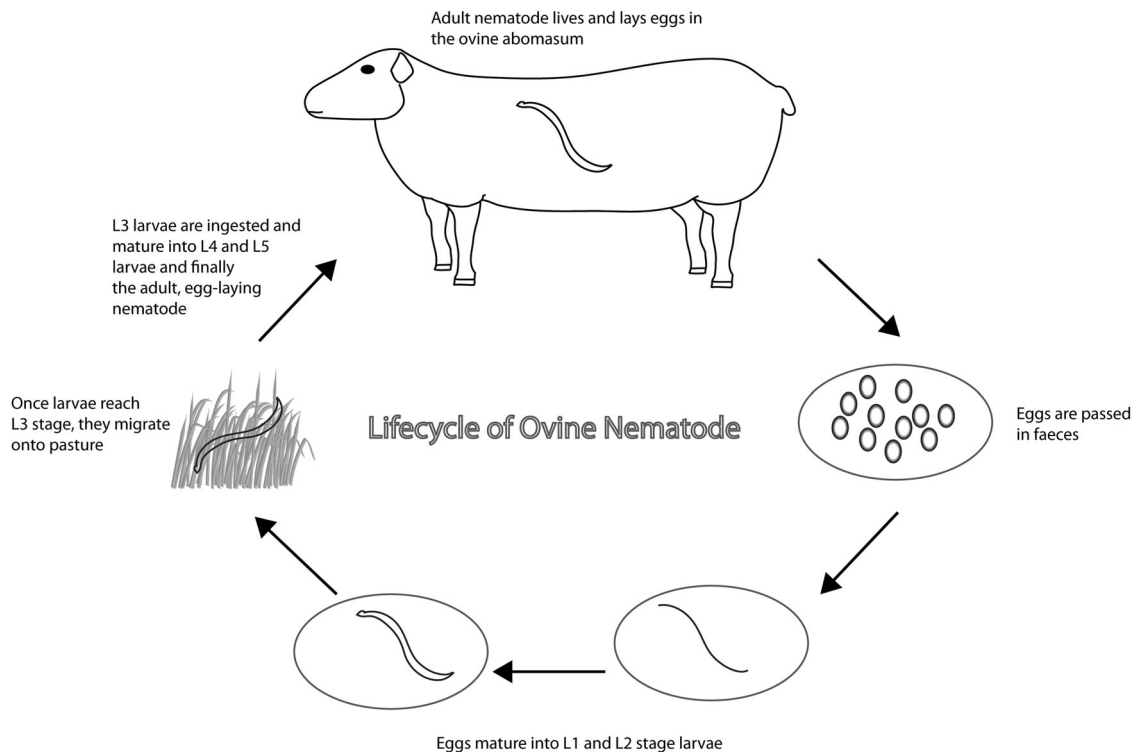 Adult nematode lives and lays eggs in
the ovine abomasum
L3 larvae are ingested and
mature into L4 and L5
larvae and finally
the adult, egg-laying
nematode
Once larvae reach
L3 stage, they migrate
onto pasture
Lifecycle of Ovine Nematode
Eggs are passed
in faeces
Eggs mature into L1 and L2 stage larvae